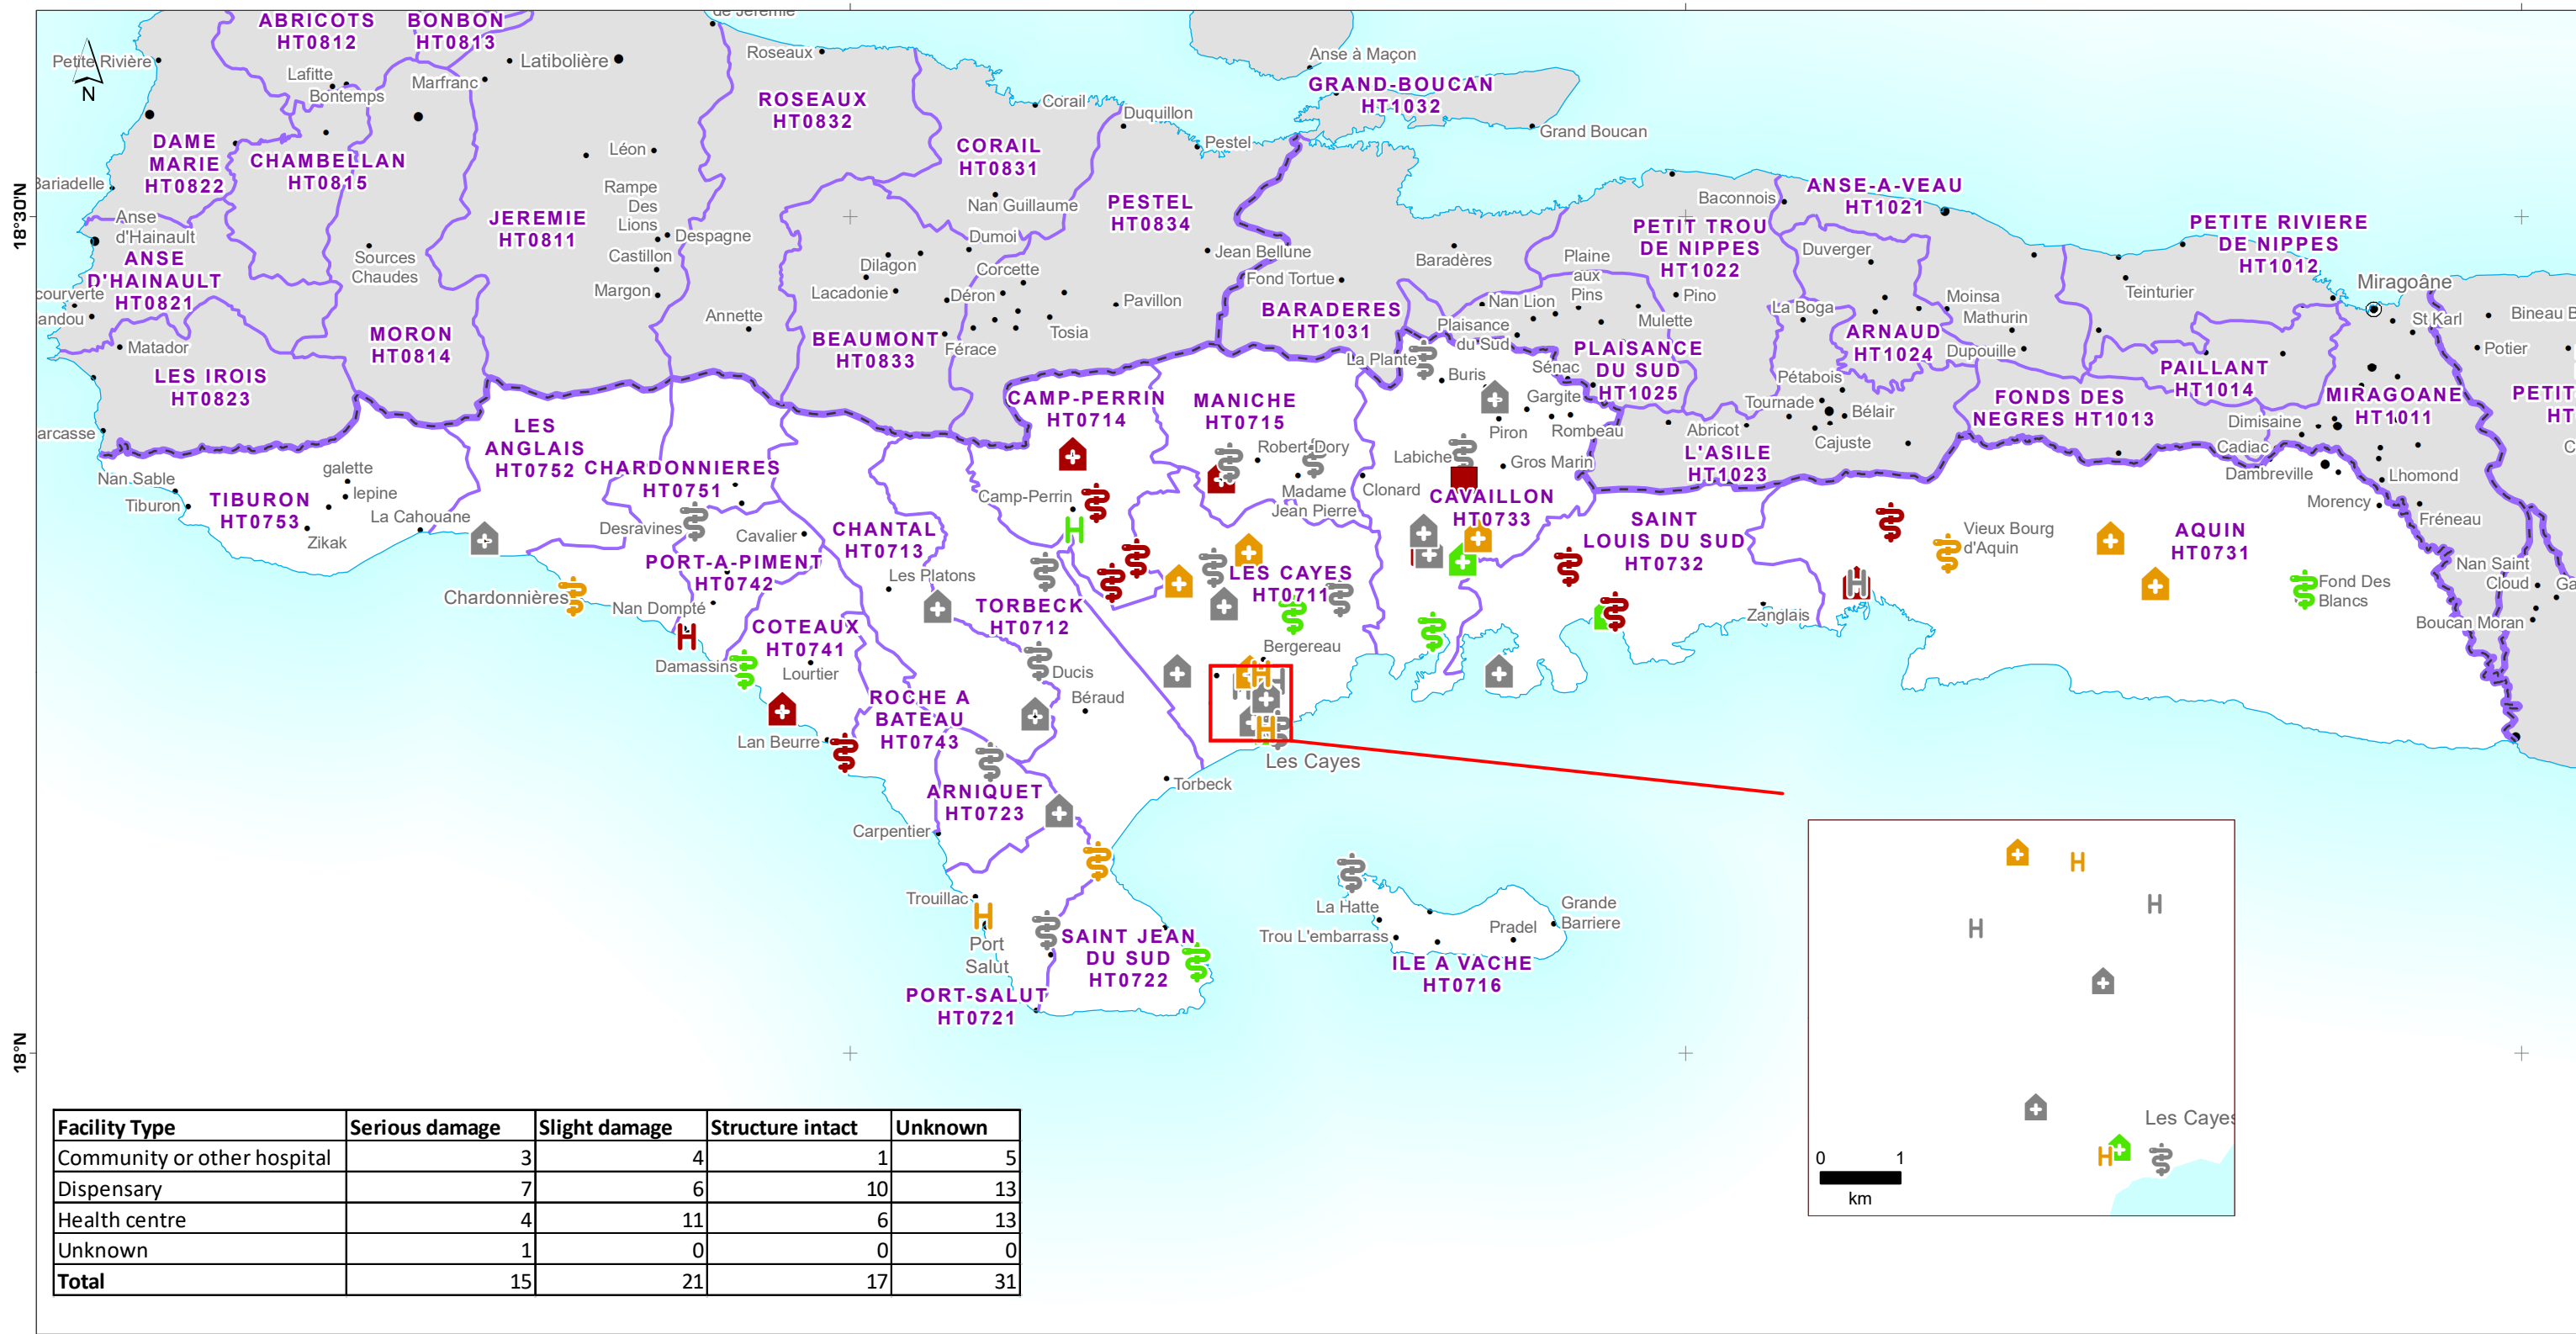 ABRICOTS
HT0812
BONBON
HT0813
Petite Rivière
N
Lafitte
Bontemps
Marfranc
Latibolière
Roseaux
ROSEAUX
HT0832
Anse à Maçon
GRAND-BOUCAN
HT1032
Grand Boucan
Corail
Duquillon
Pestel
CORAIL
HT0831
DAME
MARIE
HT0822
CHAMBELLAN
HT0815
Léon
Rampe
Des
Lions
Despagne
Castillon
Margon
JEREMIE
HT0811
Nan Guillaume
PESTEL
HT0834
Bariadelle
18°30'N
Anse
d'Hainault
ANSE
D'HAINAULT
HT0821
Sources
Chaudes
Dumoi
Dilagon
Lacadonie
Corcette
Déron
Jean Bellune
Fond Tortue
Pavillon
Tosia
Férace
Annette
BEAUMONT
HT0833
BARADERES
HT1031
Baradères
Plaine
aux
Pins
Nan Lion
Plaisance
du Sud
Baconnois
PETIT TROU
DE NIPPES
HT1022
Pino
Mulette
ANSE-A-VEAU
HT1021
Duverger
La Boga
Moinsa
Mathurin
ARNAUD
HT1024
Dupouille
PETITE RIVIERE
DE NIPPES
HT1012
Teinturier
Miragoâne
St Karl
Potier
Matador
MORON
HT0814
LES IROIS
HT0823
La Plante
Buris
Sénac
Gargite
Piron
Rombeau
PLAISANCE
DU SUD
HT1025
Pétabois
Tournade
Bélair
Abricot
Cajuste
L'ASILE
HT1023
FONDS DES
NEGRES HT1013
PAILLANT
HT1014
MIRAGOANE
HT1011
Dimisaine
Cadiac
Dambreville
Lhomond
Morency
Fréneau
CAMP-PERRIN
HT0714
MANICHE
HT0715
Robert-Dory
Madame
Jean Pierre
Clonard
Labiche
Gros Marin
CAVAILLON
HT0733
LES
ANGLAIS
HT0752
CHARDONNIERES
HT0751
Nan Sable
Tiburon
TIBURON
HT0753
galette
lepine
Zikak
La Cahouane
Desravines
Cavalier
Camp-Perrin
CHANTAL
HT0713
PORT-A-PIMENT
HT0742
Les Platons
SAINT
LOUIS DU SUD
HT0732
Vieux Bourg
d'Aquin
AQUIN
HT0731
Nan Saint
Cloud
Fond Des
Blancs
Boucan Moran
Chardonnières
Nan Dompté
LES CAYES
HT0711
TORBECK
HT0712
Zanglais
COTEAUX
HT0741
Damassins
Lourtier
Bergereau
Ducis
Béraud
ROCHE A
BATEAU
HT0743
Lan Beurre
Les Cayes
Torbeck
ARNIQUET
HT0723
Carpentier
Trouillac
Port
Salut
SAINT JEAN
DU SUD
HT0722
PORT-SALUT
HT0721
La Hatte
Trou L'embarrass
Pradel
Grande
Barriere
ILE A VACHE
HT0716
18°N
Les Cayes
0 1
km
Facility Type Serious damage Slight damage Structure intact Unknown
Community or other hospital 3 4 1 5
Dispensary 7 6 10 13
Health centre 4 11 6 13
Unknown 1 0 0 0
Total 15 21 17 31